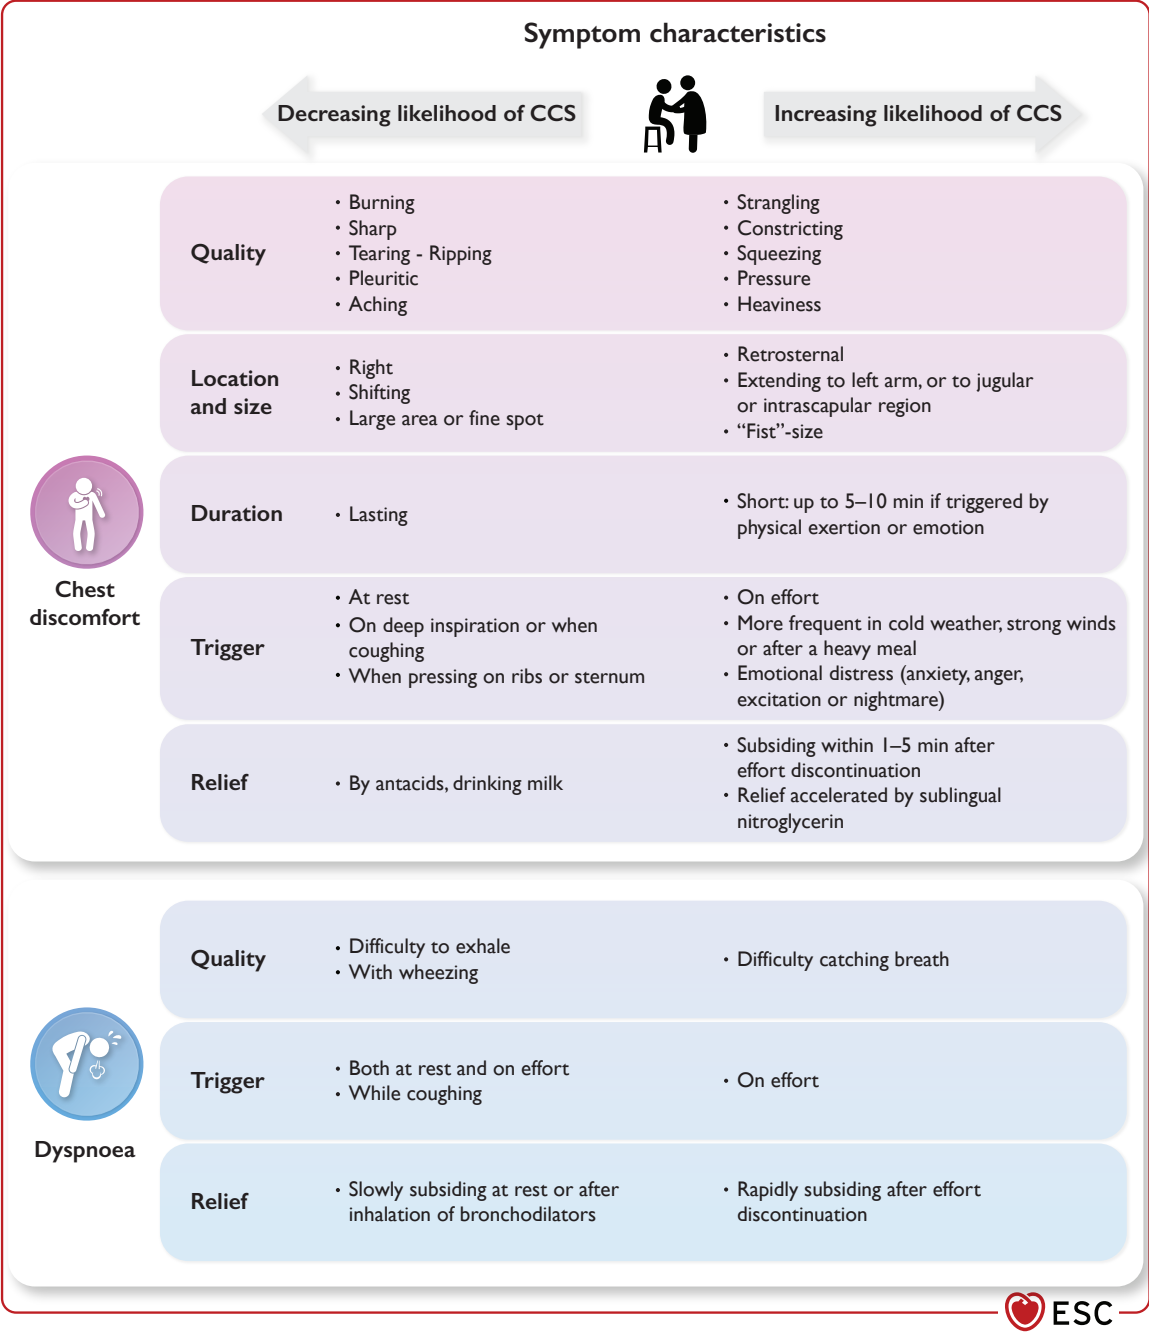 Symptom characteristics
Decreasing likelihood of CCS
Increasing likelihood of CCS
Chest
discomfort
Quality
• Burning
• Sharp
• Tearing - Ripping
• Pleuritic
• Aching
• Strangling
• Constricting
• Squeezing
• Pressure
• Heaviness
Location
and size
• Right
• Shifting
• Large area or fine spot
• Retrosternal
• Extending to left arm, or to jugular
or intrascapular region
• “Fist”-size
Duration
• Lasting
• Short: up to 5–10 min if triggered by
physical exertion or emotion
Trigger
• At rest
• On deep inspiration or when
coughing
• When pressing on ribs or sternum
• On effort
• More frequent in cold weather, strong winds
or after a heavy meal
• Emotional distress (anxiety, anger,
excitation or nightmare)
Relief
• By antacids, drinking milk
• Subsiding within 1–5 min after
effort discontinuation
• Relief accelerated by sublingual
nitroglycerin
Dyspnoea
Quality
• Difficulty to exhale
• With wheezing
• Difficulty catching breath
Trigger
• Both at rest and on effort
• While coughing
• On effort
Relief
• Slowly subsiding at rest or after
inhalation of bronchodilators
• Rapidly subsiding after effort
discontinuation
ESC